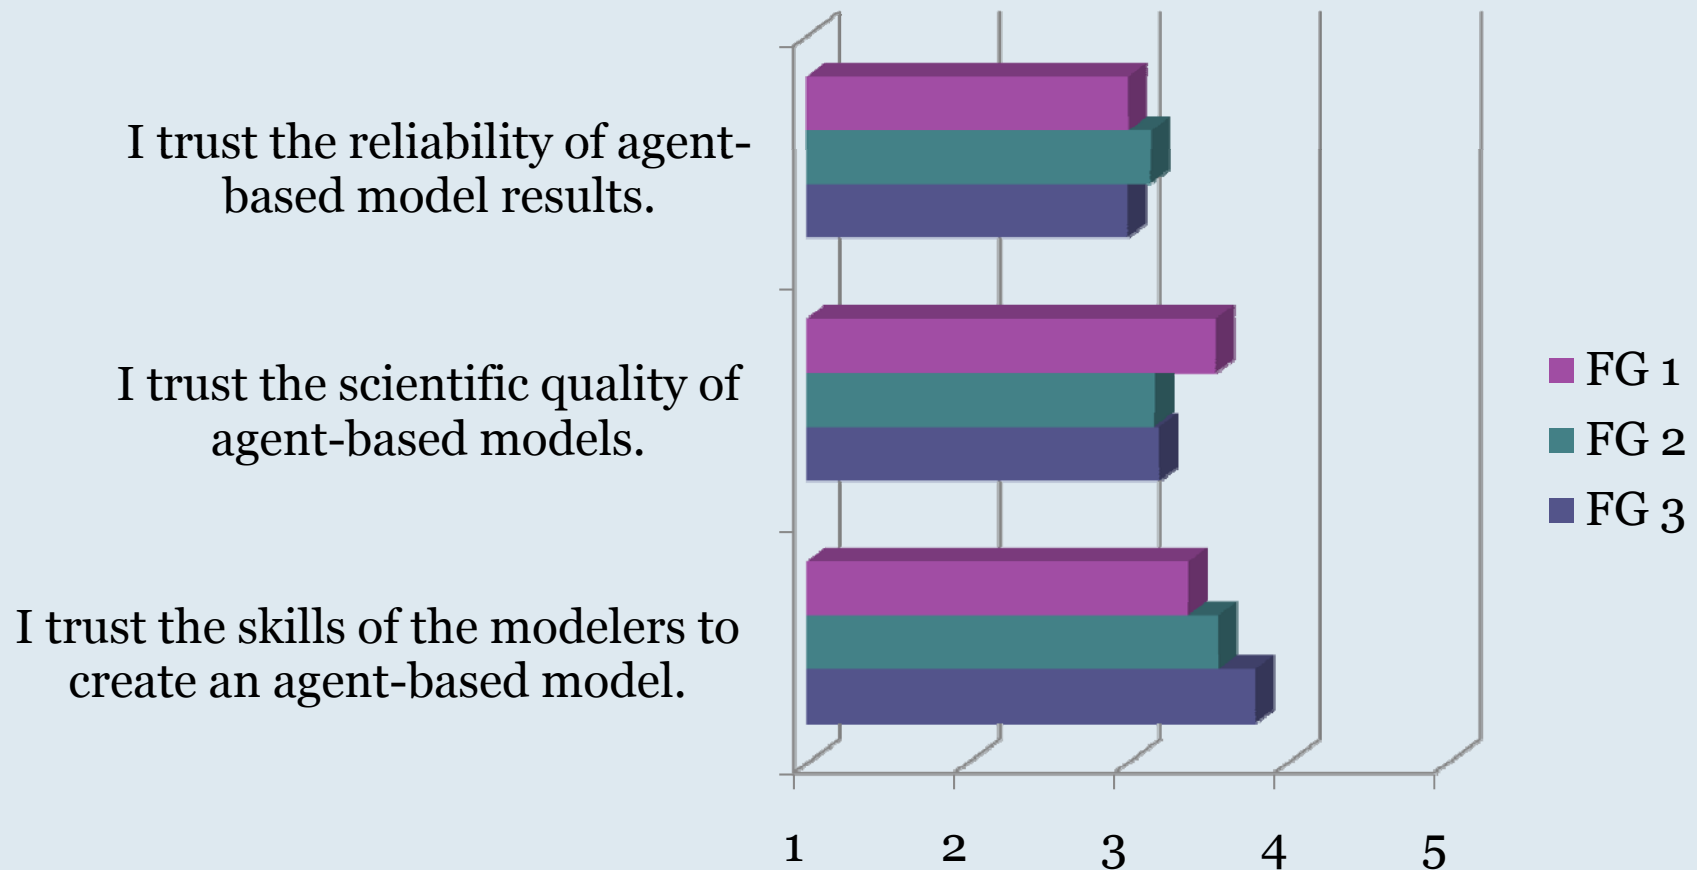 I trust the reliability of agent-
based model results.
I trust the scientific quality of
agent-based models.
I trust the skills of the modelers to
create an agent-based model.
FG 1
FG 2
FG 3
1 2 3 4 5